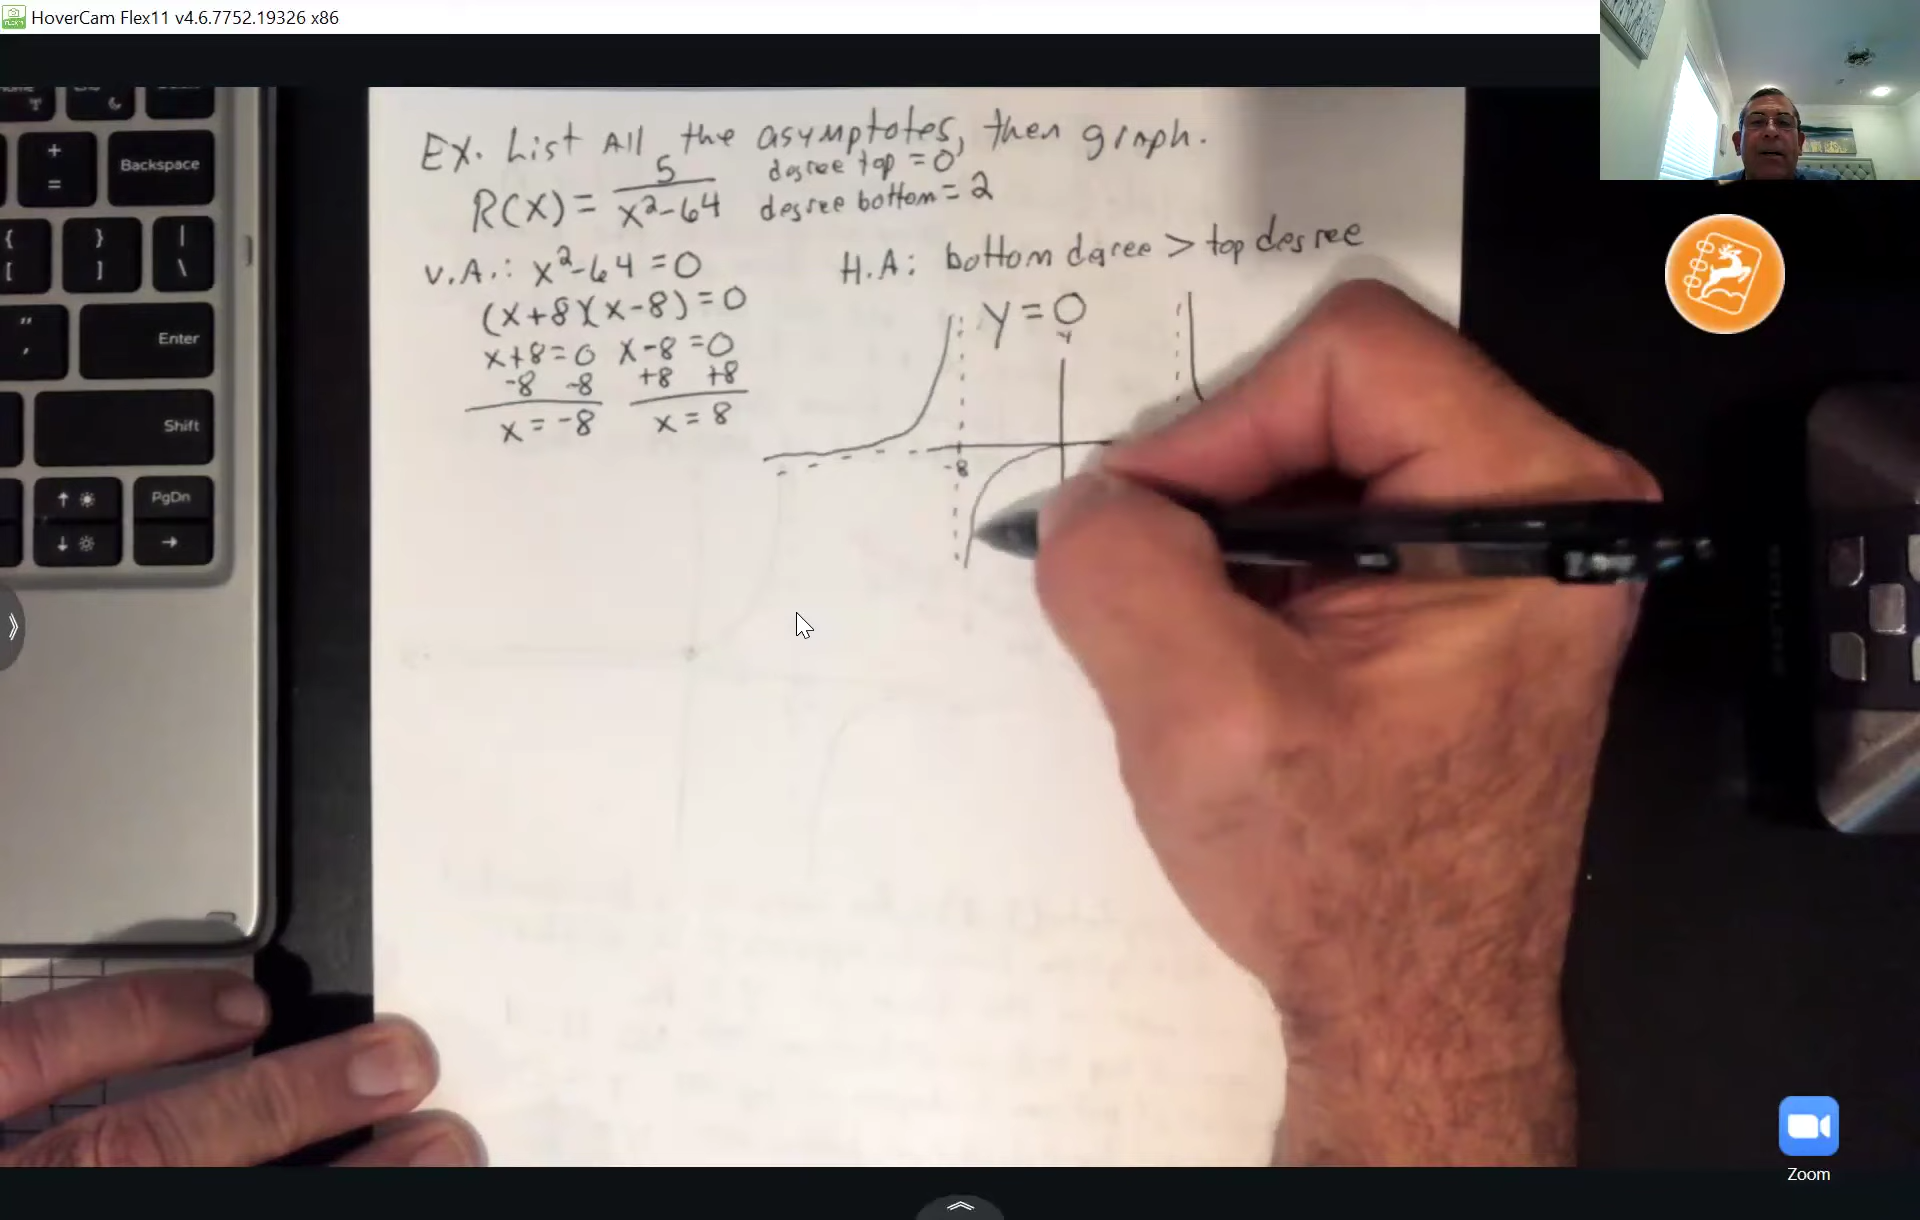 HoverCam Flex11 v4.6.7752.19326 x86
EX. List All the asymptotes, then graph.
R(X) = 5 / x²-64
degree top = 0
degree bottom = 2
V.A.: x²-64 = 0
(x+8)(x-8) = 0
x+8=0 x-8=0
-8 -8 +8 +8
x = -8 x = 8
H.A: bottom dgree > top degree
y = 0
Y
-8
+
=
Backspace
{
[
}
]
|
\
"
,
Enter
Shift
↑
PgDn
↓
→
Zoom